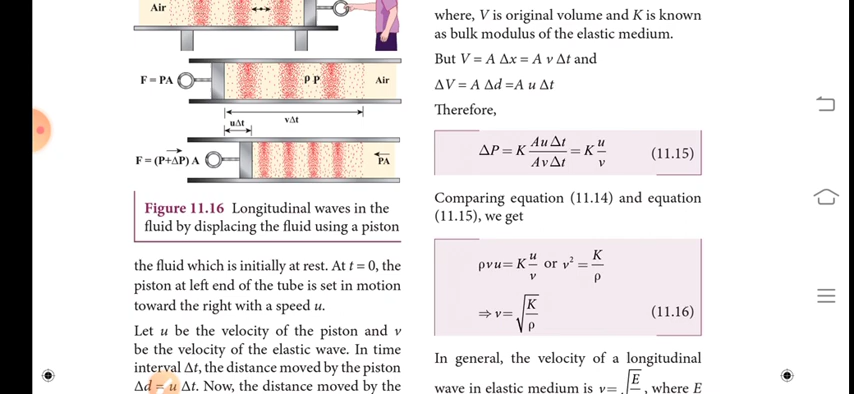 Air
F = PA
ρ P
Air
uΔt
vΔt
F = (P+ΔP) A
PA
Figure 11.16 Longitudinal waves in the
fluid by displacing the fluid using a piston
the fluid which is initially at rest. At t = 0, the
piston at left end of the tube is set in motion
toward the right with a speed u.
Let u be the velocity of the piston and v
be the velocity of the elastic wave. In time
interval Δt, the distance moved by the piston
Δd = u Δt. Now, the distance moved by the
where, V is original volume and K is known
as bulk modulus of the elastic medium.
But V = A Δx = A v Δt and
ΔV = A Δd =A u Δt
Therefore,
ΔP = K AuΔt/AvΔt = K u/v (11.15)
Comparing equation (11.14) and equation
(11.15), we get
ρvu = K u/v or v² = K/ρ
⇒ v = √(K/ρ) (11.16)
In general, the velocity of a longitudinal
wave in elastic medium is v = √E, where E